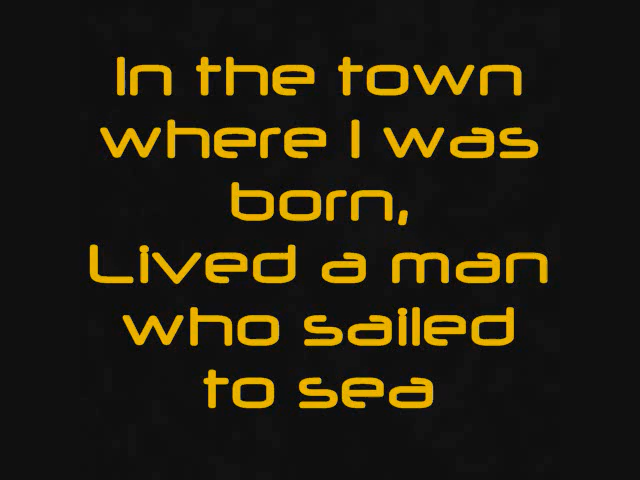 In the town
where I was
born,
Lived a man
who sailed
to sea